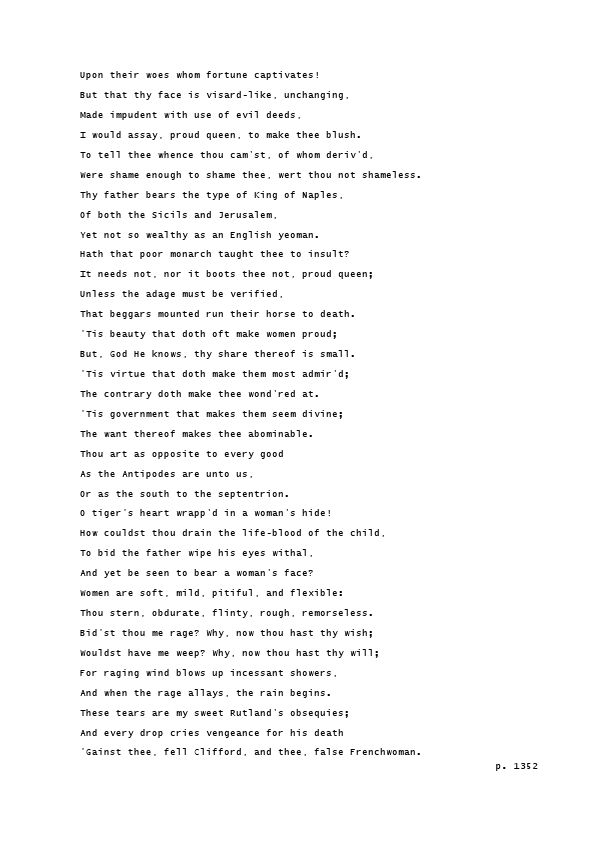 Upon their woes whom fortune captivates!
But that thy face is visard-like, unchanging,
Made impudent with use of evil deeds,
I would assay, proud queen, to make thee blush.
To tell thee whence thou cam'st, of whom deriv'd,
Were shame enough to shame thee, wert thou not shameless.
Thy father bears the type of King of Naples,
Of both the Sicils and Jerusalem,
Yet not so wealthy as an English yeoman.
Hath that poor monarch taught thee to insult?
It needs not, nor it boots thee not, proud queen;
Unless the adage must be verified,
That beggars mounted run their horse to death.
'Tis beauty that doth oft make women proud;
But, God He knows, thy share thereof is small.
'Tis virtue that doth make them most admir'd;
The contrary doth make thee wond'red at.
'Tis government that makes them seem divine;
The want thereof makes thee abominable.
Thou art as opposite to every good
As the Antipodes are unto us,
Or as the south to the septentrion.
O tiger's heart wrapp'd in a woman's hide!
How couldst thou drain the life-blood of the child,
To bid the father wipe his eyes withal,
And yet be seen to bear a woman's face?
Women are soft, mild, pitiful, and flexible:
Thou stern, obdurate, flinty, rough, remorseless.
Bid'st thou me rage? Why, now thou hast thy wish;
Wouldst have me weep? Why, now thou hast thy will;
For raging wind blows up incessant showers,
And when the rage allays, the rain begins.
These tears are my sweet Rutland's obsequies;
And every drop cries vengeance for his death
'Gainst thee, fell Clifford, and thee, false Frenchwoman.
p. 1352